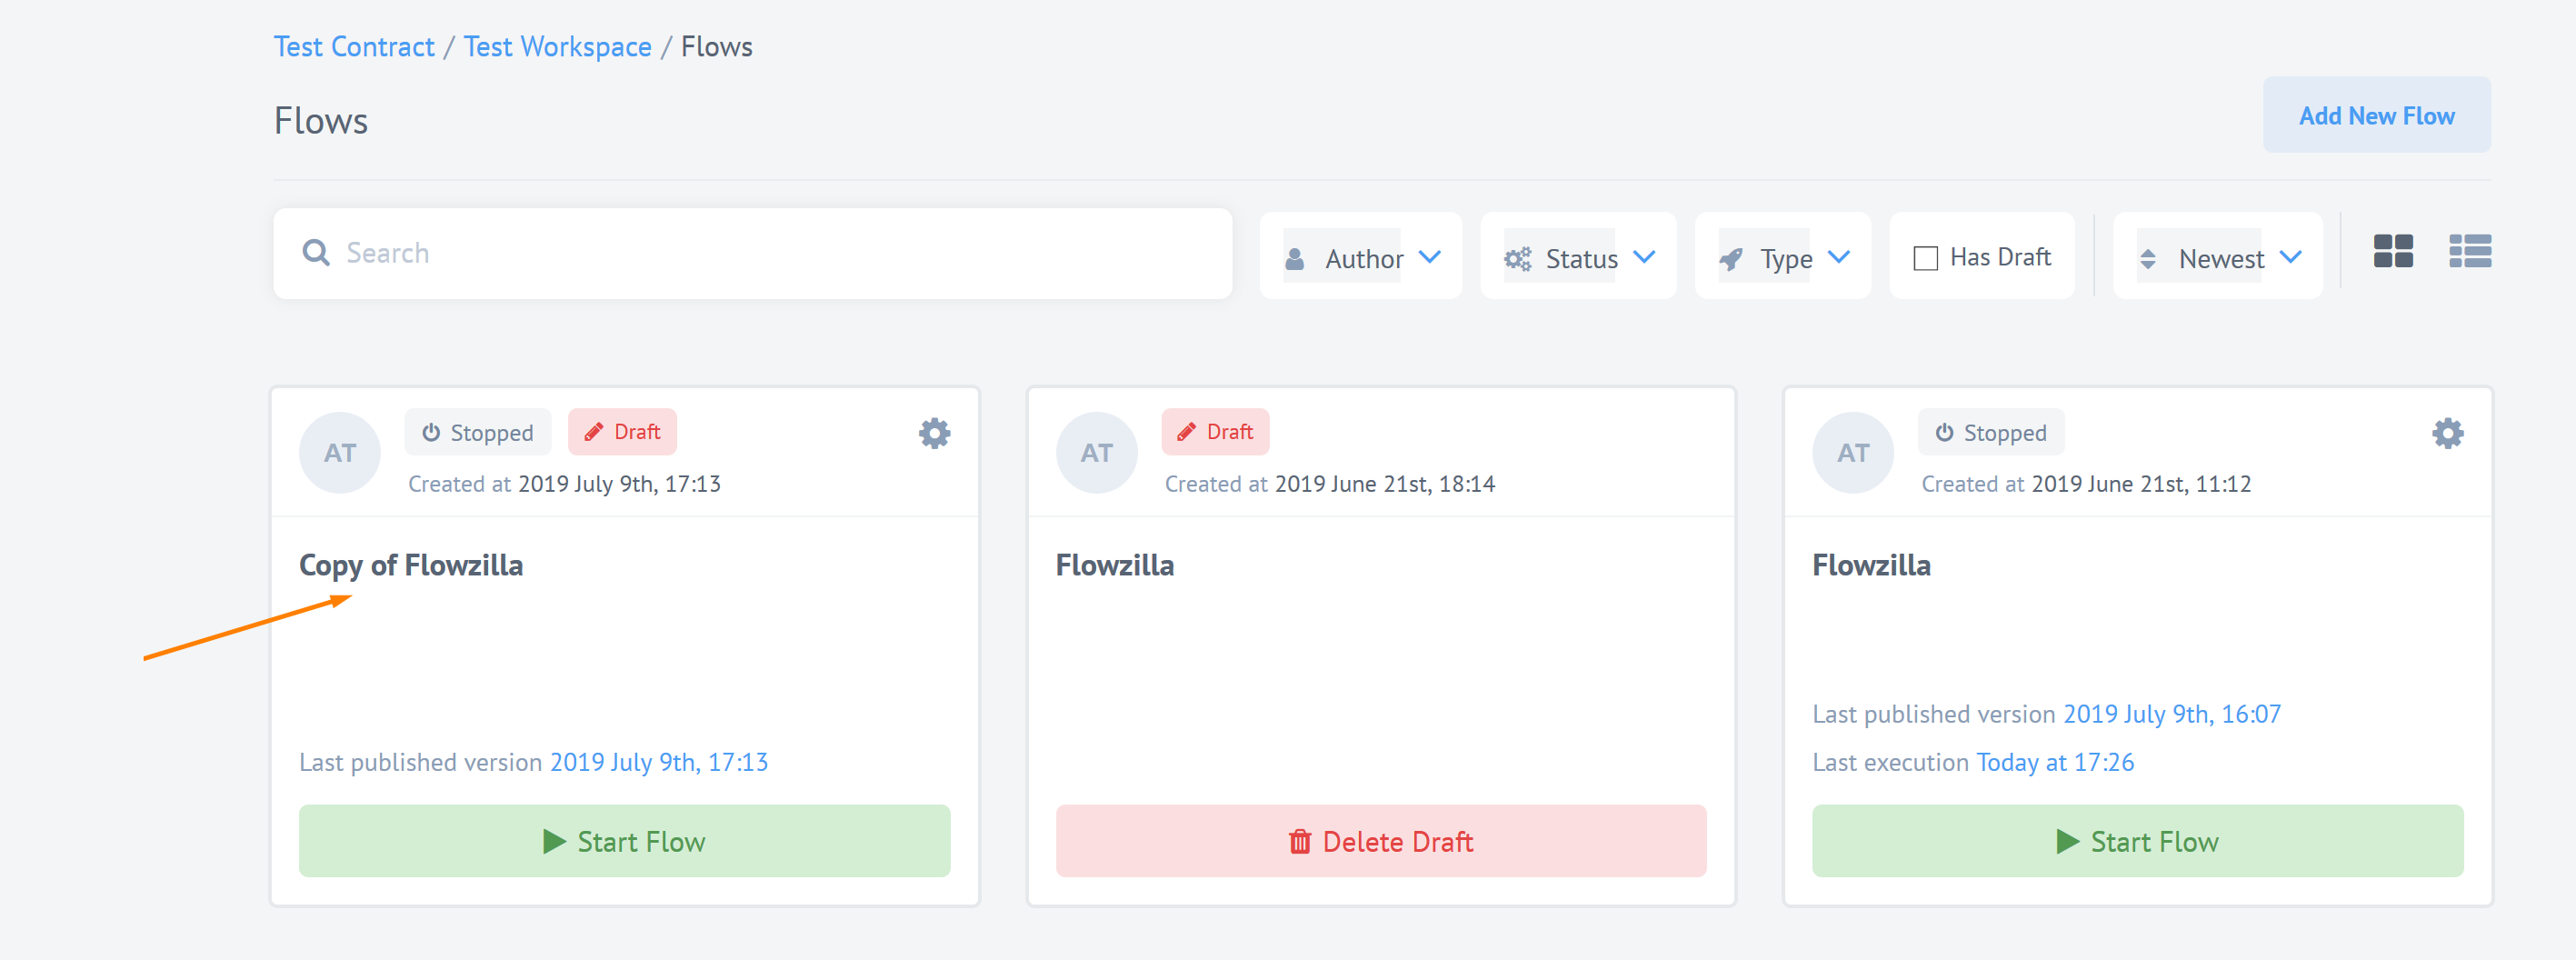 Test Contract / Test Workspace / Flows
Flows
Add New Flow
Search
Author
Status
Type
Has Draft
Newest
AT
Stopped
Draft
Created at 2019 July 9th, 17:13
Copy of Flowzilla
Last published version 2019 July 9th, 17:13
Start Flow
AT
Draft
Created at 2019 June 21st, 18:14
Flowzilla
Delete Draft
AT
Stopped
Created at 2019 June 21st, 11:12
Flowzilla
Last published version 2019 July 9th, 16:07
Last execution Today at 17:26
Start Flow